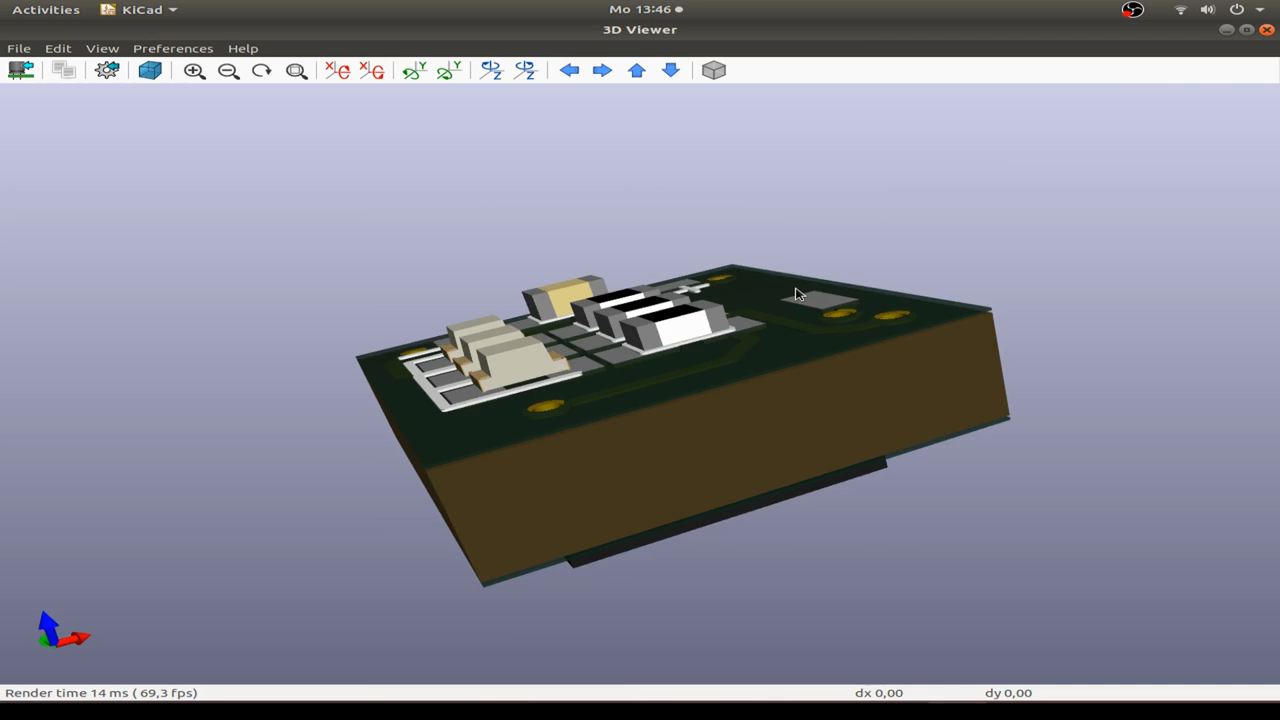 Activities KiCad Mo 13:46
3D Viewer
File Edit View Preferences Help
X X Y Y Z Z
Render time 14 ms ( 69,3 fps) dx 0,00 dy 0,00